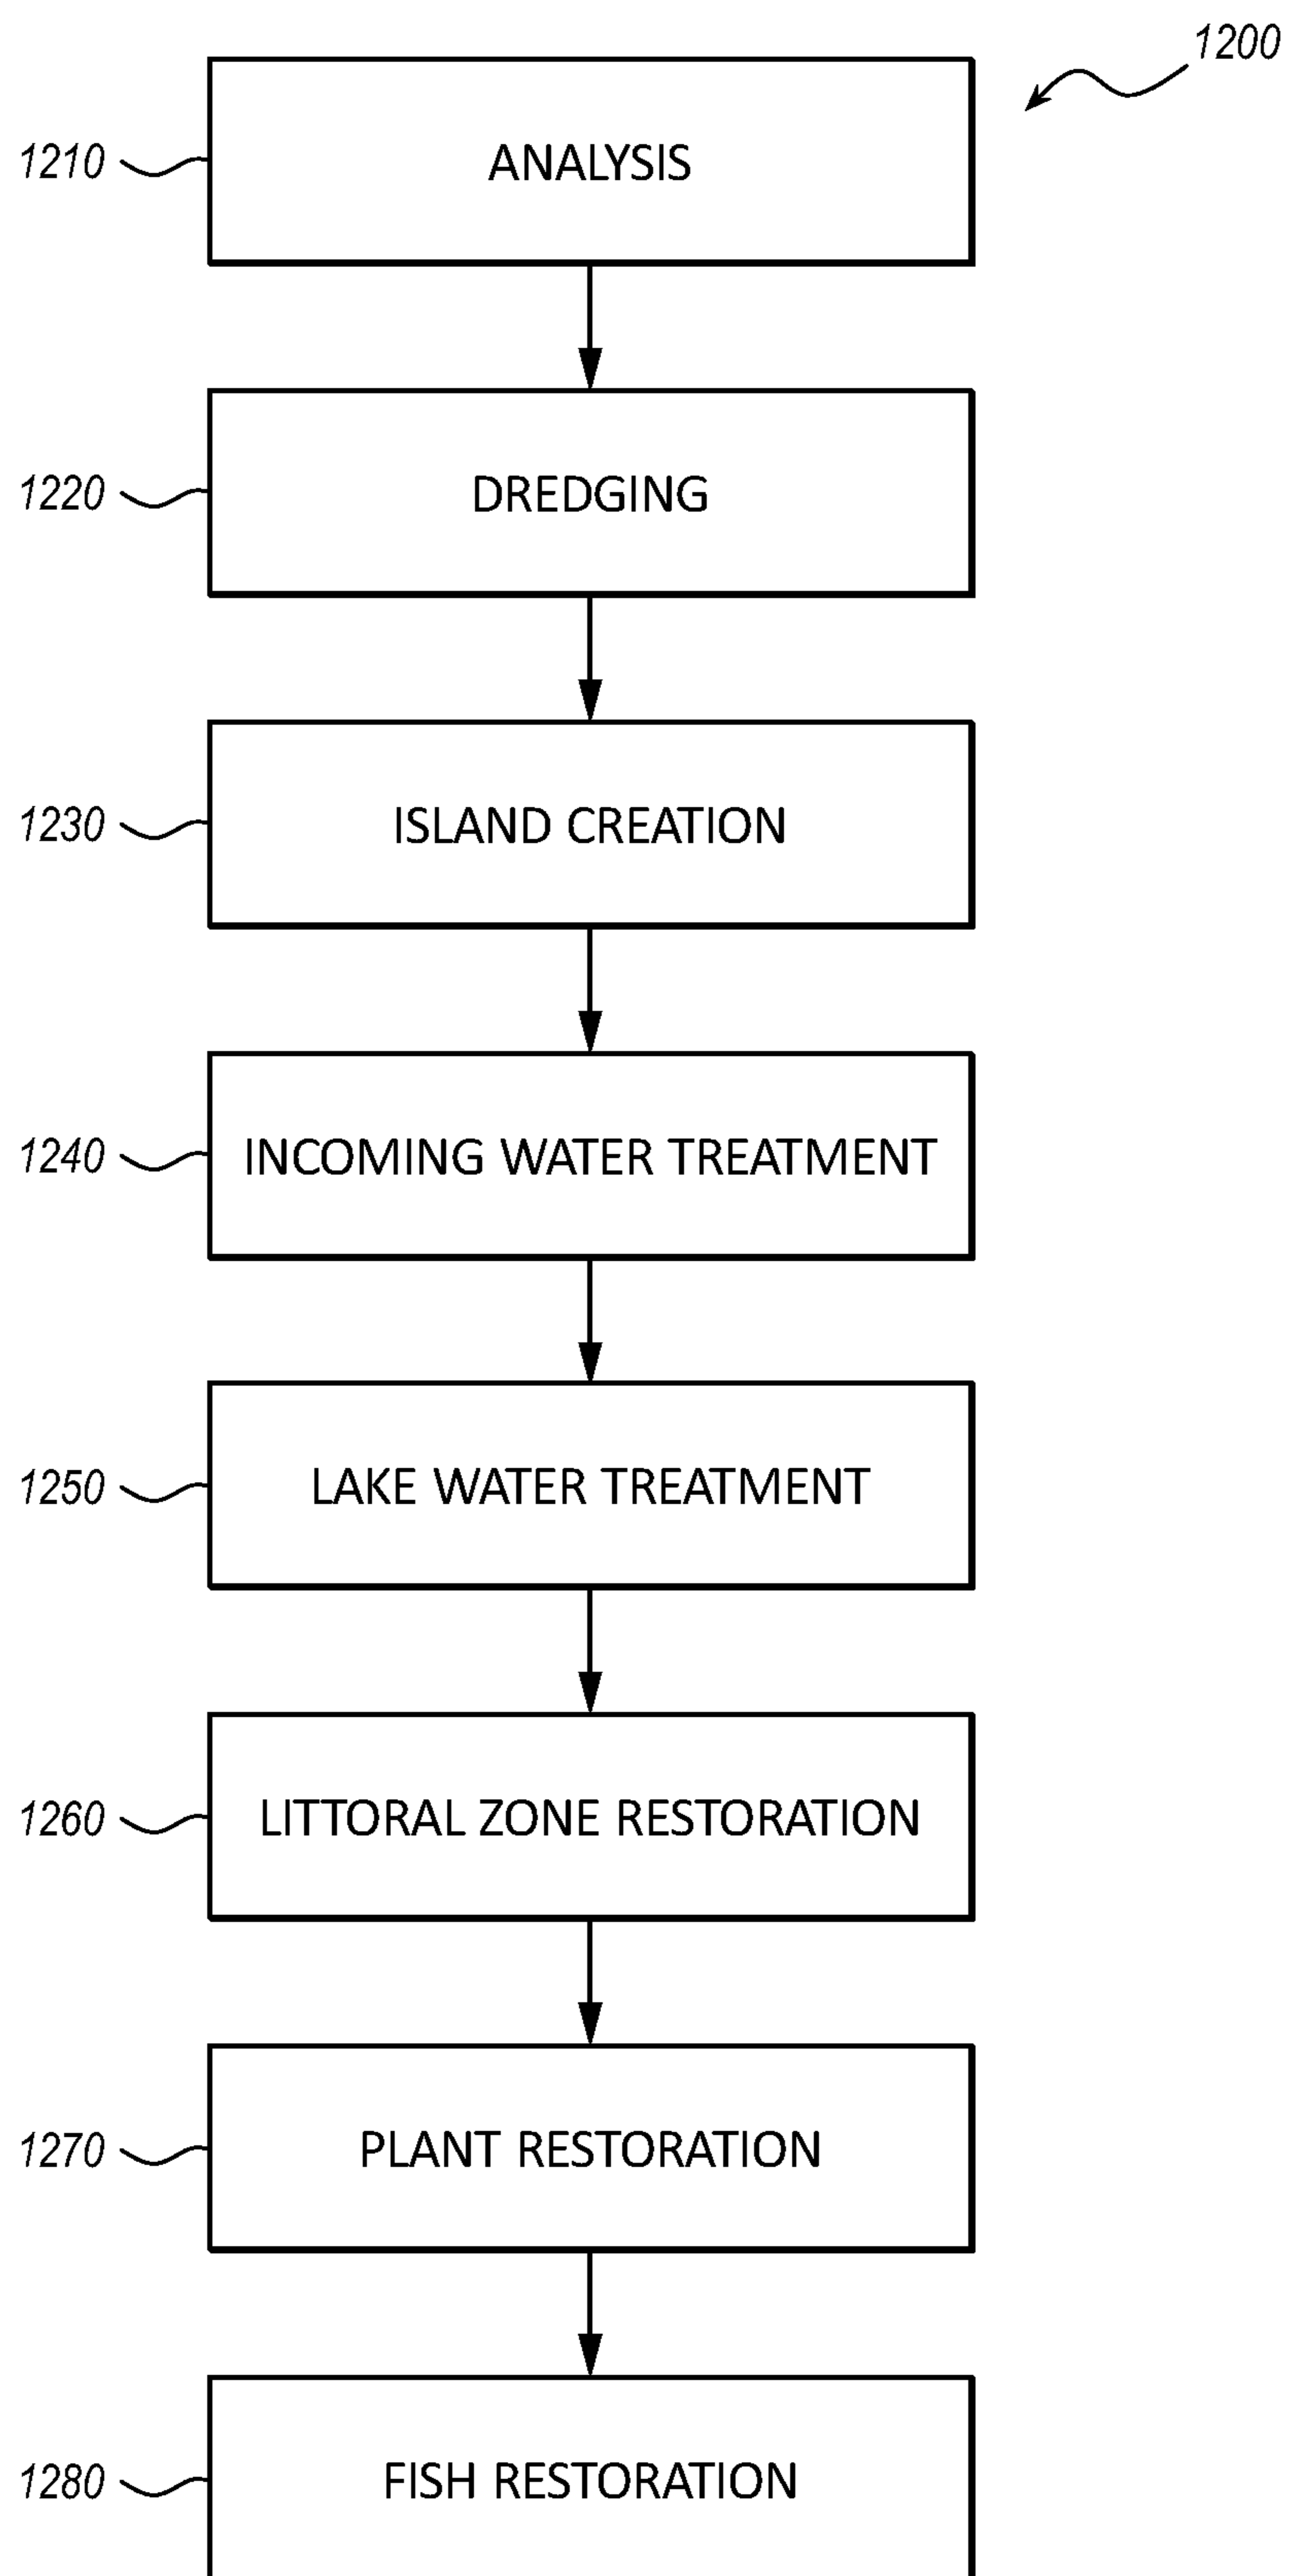 1200
1210
ANALYSIS
1220
DREDGING
1230
ISLAND CREATION
1240
INCOMING WATER TREATMENT
1250
LAKE WATER TREATMENT
1260
LITTORAL ZONE RESTORATION
1270
PLANT RESTORATION
1280
FISH RESTORATION